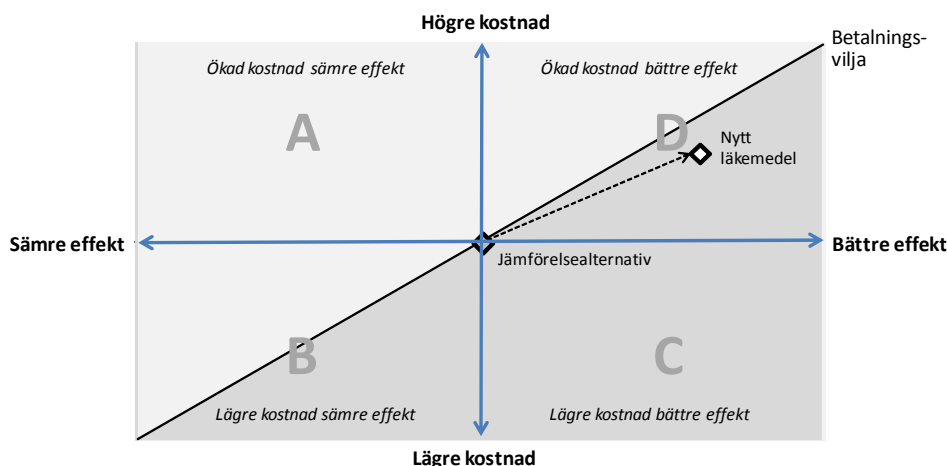 Högre kostnad
Betalnings-
vilja
Ökad kostnad sämre effekt
Ökad kostnad bättre effekt
A
D
Nytt
läkemedel
Sämre effekt
Bättre effekt
Jämförelsealternativ
B
C
Lägre kostnad sämre effekt
Lägre kostnad bättre effekt
Lägre kostnad